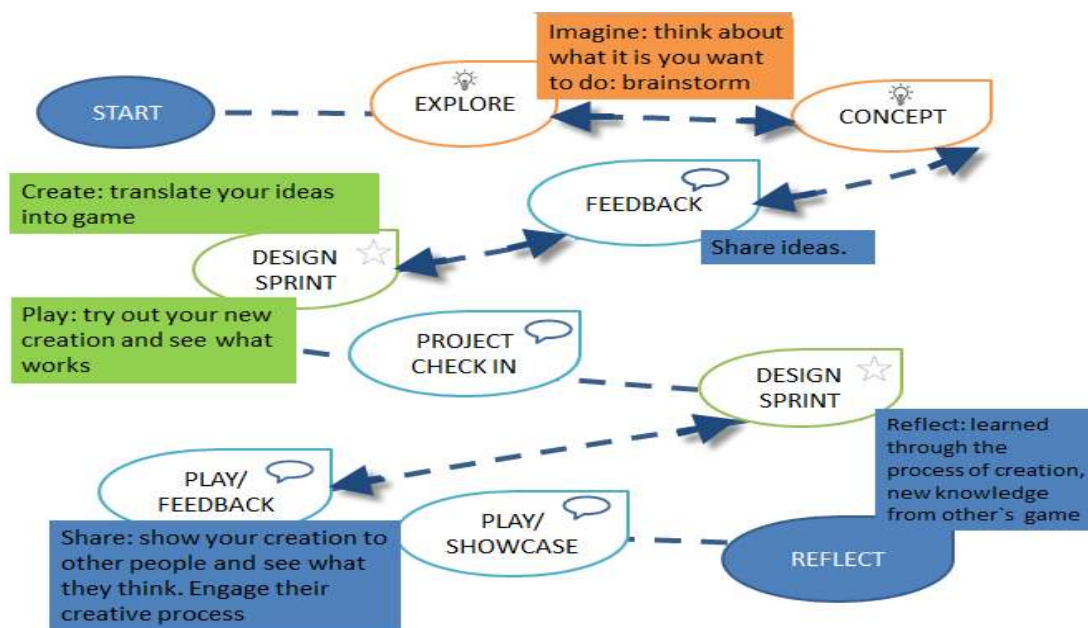 START
EXPLORE
Imagine: think about
what it is you want
to do: brainstorm
CONCEPT
FEEDBACK
Share ideas.
Create: translate your ideas
into game
DESIGN
SPRINT
Play: try out your new
creation and see what
works
PROJECT
CHECK IN
DESIGN
SPRINT
PLAY/
FEEDBACK
Share: show your creation to
other people and see what
they think. Engage their
creative process
PLAY/
SHOWCASE
Reflect: learned
through the
process of creation,
new knowledge
from other`s game
REFLECT